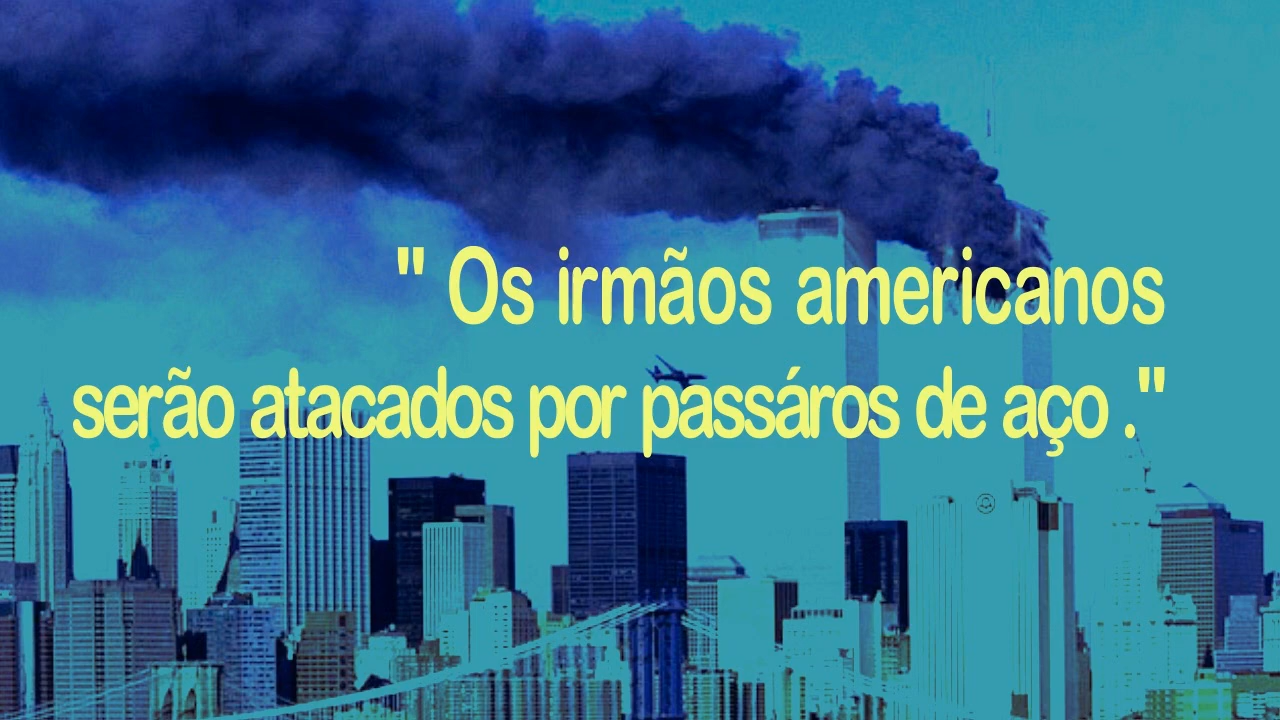 " Os irmãos americanos
serão atacados por passáros de aço ."